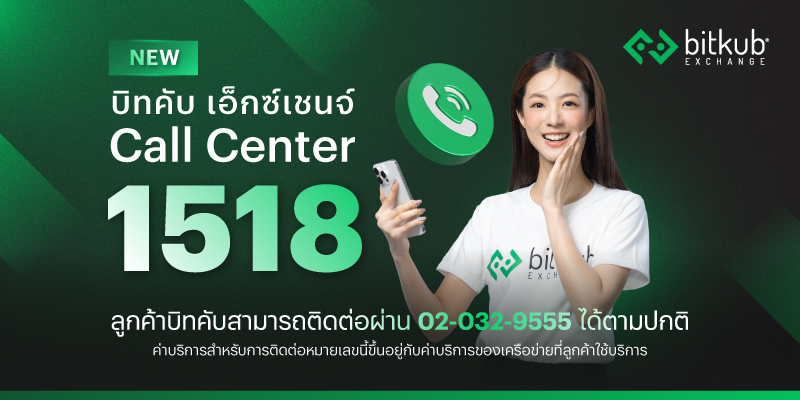 NEW
บิทคับ เอ็กซ์เชนจ์
Call Center
1518
bitkub®
EXCHANGE
bitkub
EXCHAN
ลูกค้าบิทคับสามารถติดต่อผ่าน 02-032-9555 ได้ตามปกติ
ค่าบริการสำหรับการติดต่อหมายเลขนี้ขึ้นอยู่กับค่าบริการของเครือข่ายที่ลูกค้าใช้บริการ